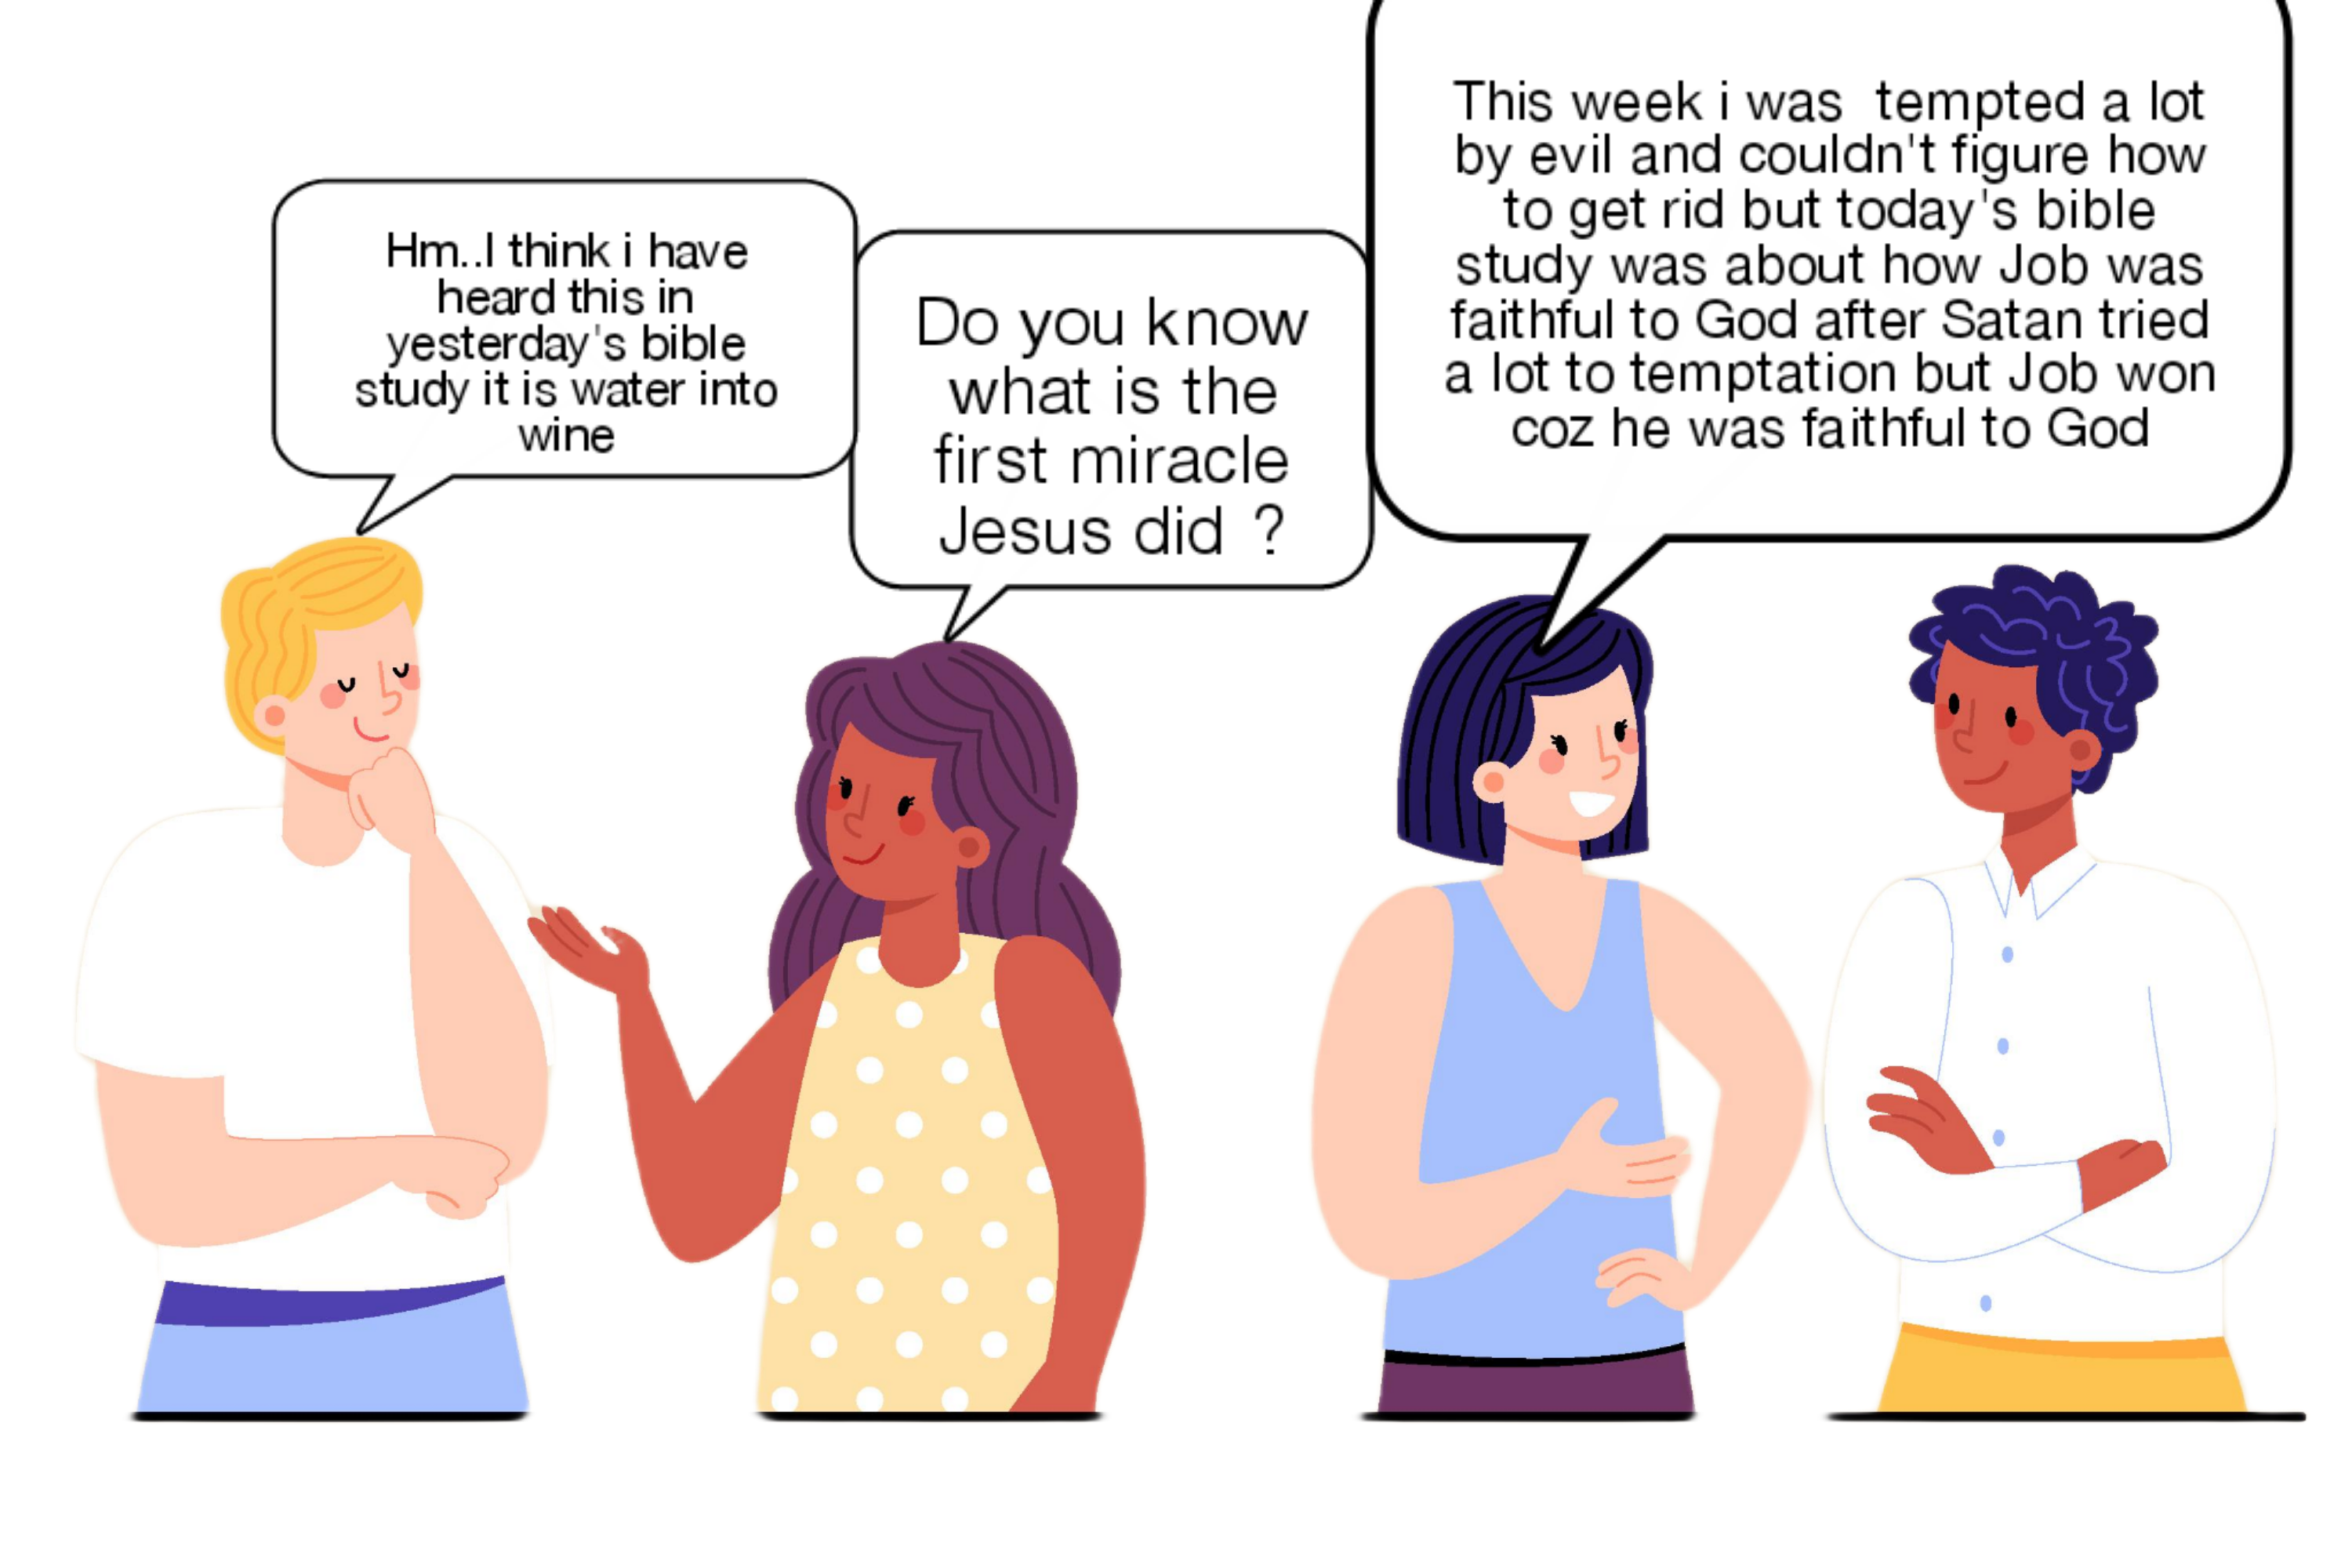 Hm..I think i have
heard this in
yesterday's bible
study it is water into
wine
Do you know
what is the
first miracle
Jesus did ?
This week i was  tempted a lot
by evil and couldn't figure how
to get rid but today's bible
study was about how Job was
faithful to God after Satan tried
a lot to temptation but Job won
coz he was faithful to God